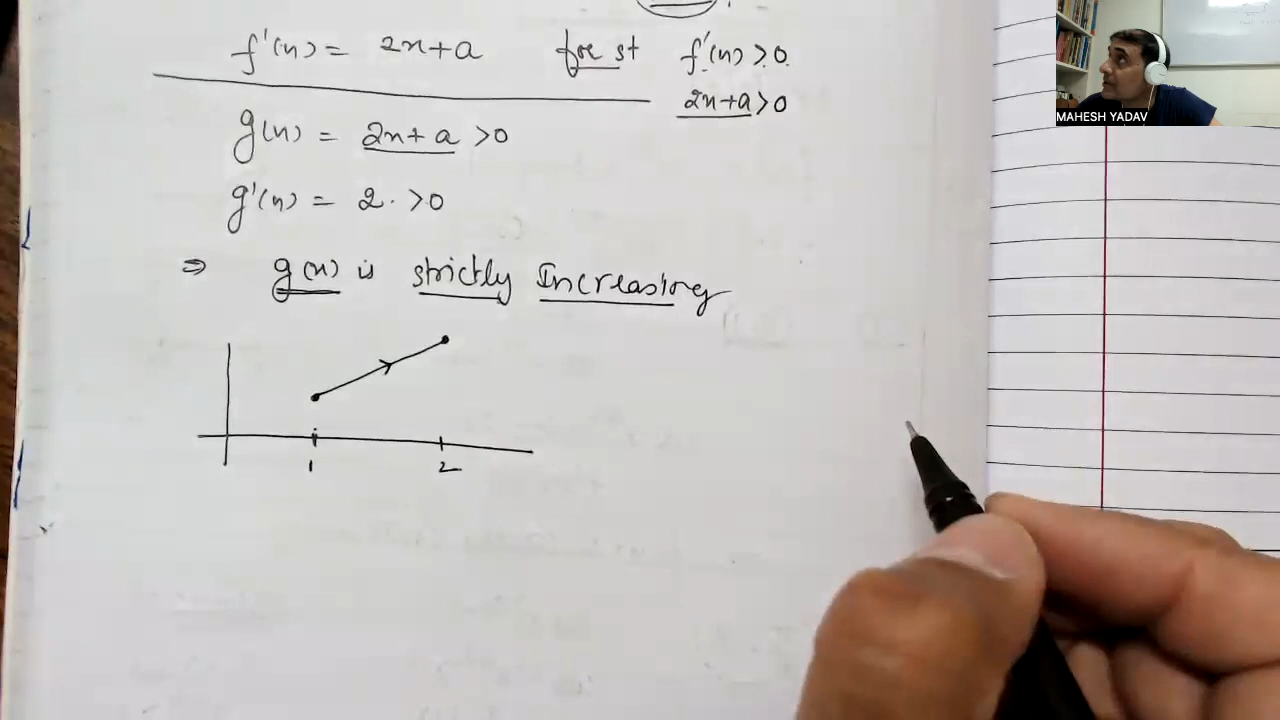 f'(x) = 2x+a for st f'(x) > 0
2x+a > 0
g(x) = 2x+a > 0
g'(x) = 2. > 0
⇒ g(x) is strictly Increasing
1 2
MAHESH YADAV